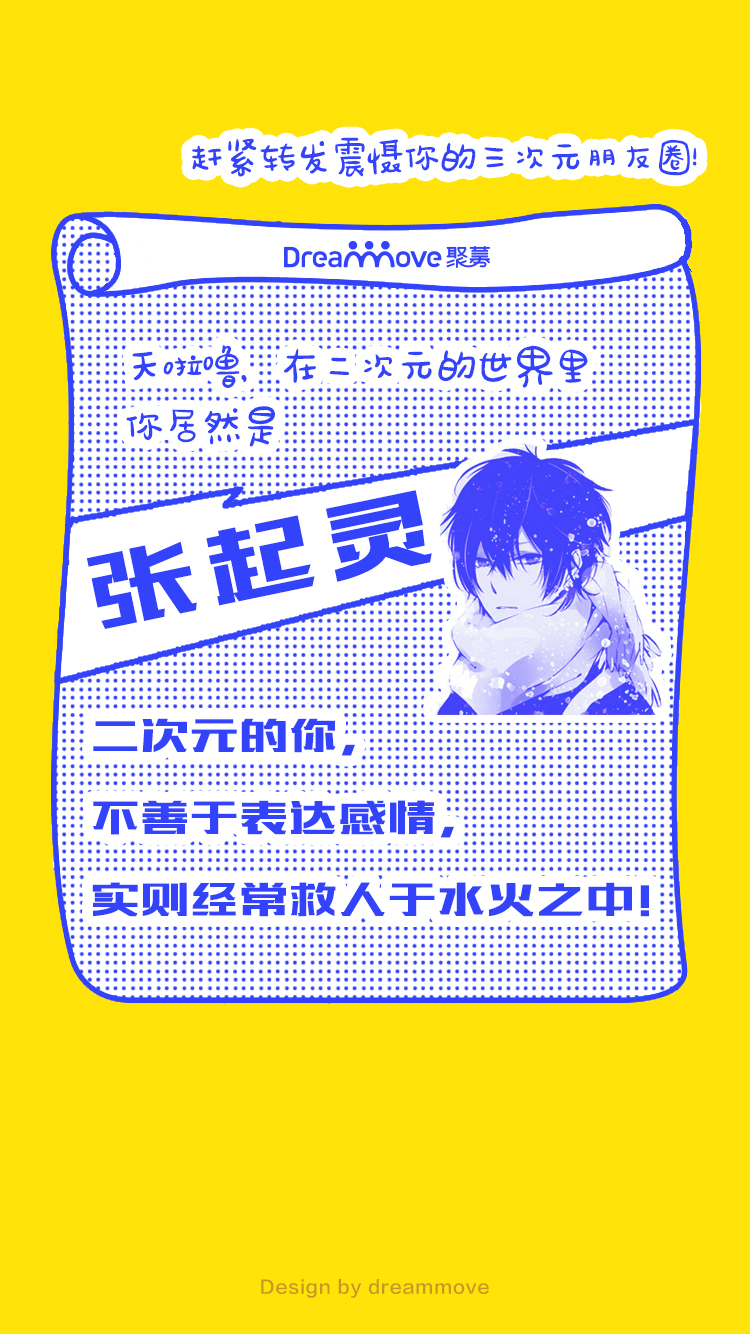 赶紧转发震慑你的三次元朋友圈!
Dreammove聚募
天啦噜,在二次元的世界里
你居然是
张起灵
二次元的你,
不善于表达感情,
实则经常救人于水火之中!
Design by dreammove